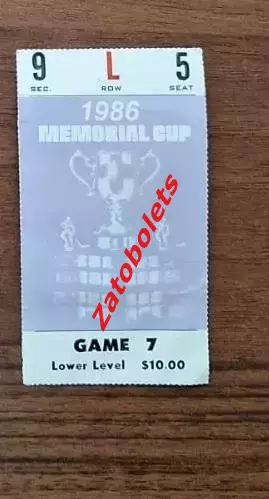 9 L 5
SEC. ROW SEAT
1986
MEMORIAL CUP
Zatobolets
GAME 7
Lower Level $10.00